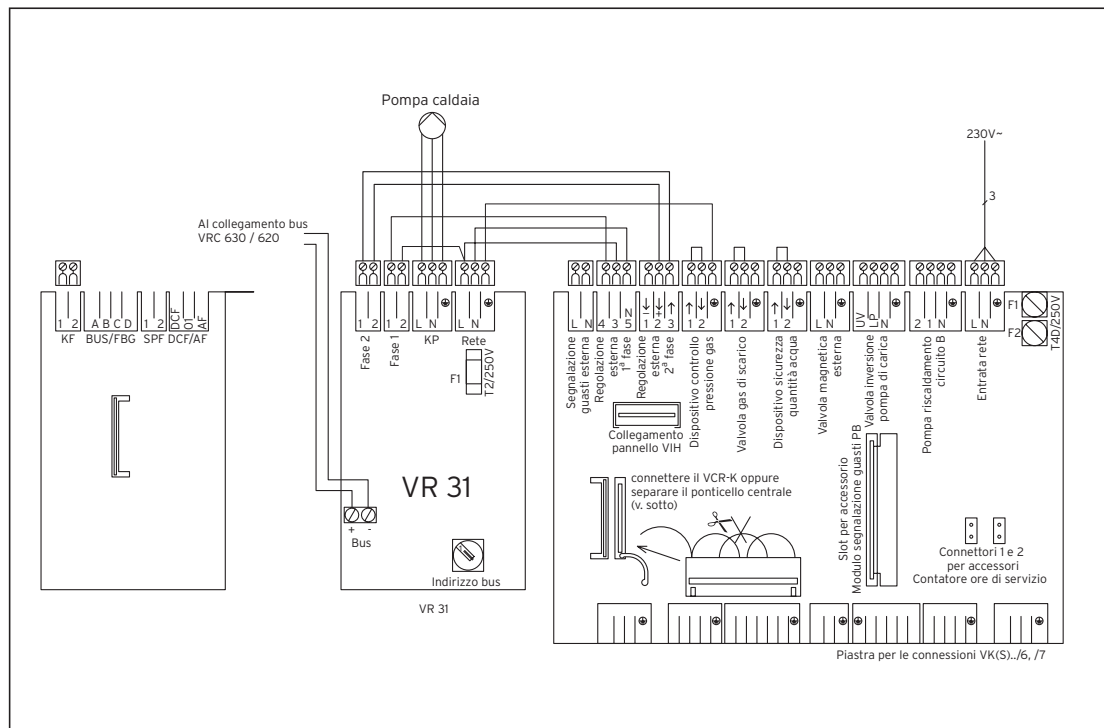 Pompa caldaia
230V~
3
Al collegamento bus
VRC 630 / 620
1 2
KF
A B C D
BUS/FBG
1 2
SPF
DCF
01
AF
DCF/AF
1 2
Fase 2
1 2
Fase 1
L N
KP
L N
Rete
F1
T2/250V
VR 31
+ -
Bus
Indirizzo bus
VR 31
L N
Segnalazione
guasti esterna
4 3 5
N
Regolazione
esterna
1ª fase
- +
1 2 3
Regolazione
esterna
2ª fase
1 2
Dispositivo controllo
pressione gas
1 2
Valvola gas di scarico
1 2
Dispositivo sicurezza
quantità acqua
L N
Valvola magnetica
esterna
UV
LP
N
Valvola inversione
pompa di carica
2 1 N
Pompa riscaldamento
circuito B
L N
Entrata rete
F1
F2
T4D/250V
Collegamento
pannello VIH
connettere il VCR-K oppure
separare il ponticello centrale
(v. sotto)
Slot per accessorio
Modulo segnalazione guasti PB
Connettori 1 e 2
per accessori
Contatore ore di servizio
Piastra per le connessioni VK(S)../6, /7